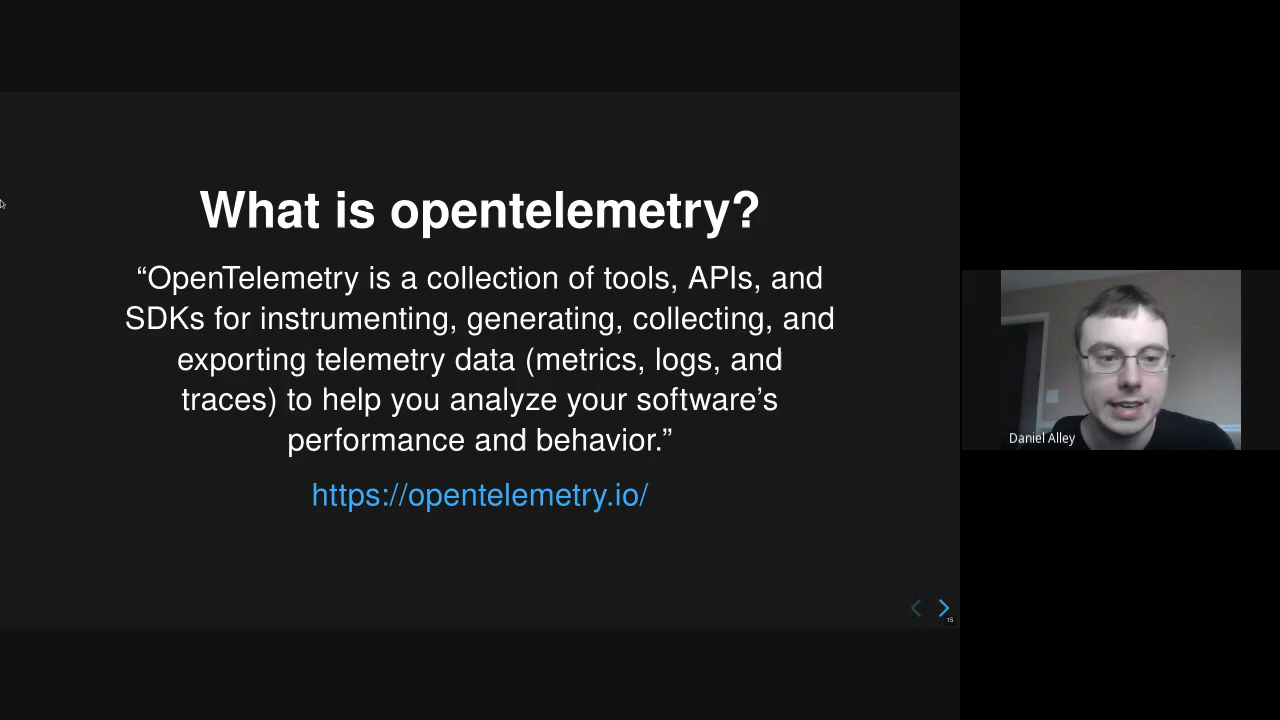 What is opentelemetry?
“OpenTelemetry is a collection of tools, APIs, and
SDKs for instrumenting, generating, collecting, and
exporting telemetry data (metrics, logs, and
traces) to help you analyze your software’s
performance and behavior.”
https://opentelemetry.io/
15
Daniel Alley